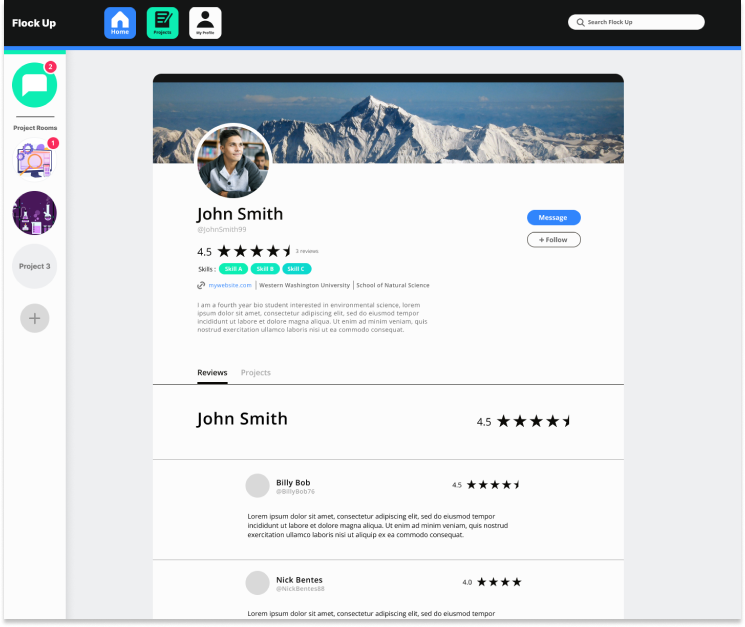 Flock Up
Home
Projects
My Profile
Search Flock Up
2
Project Rooms
1
Project 3
John Smith
@JohnSmith99
4.5
3 reviews
Skills :
Skill A
Skill B
Skill C
mywebsite.com
Western Washington University
School of Natural Science
Message
+ Follow
I am a fourth year bio student interested in environmental science, lorem
ipsum dolor sit amet, consectetur adipiscing elit, sed do eiusmod tempor
incididunt ut labore et dolore magna aliqua. Ut enim ad minim veniam, quis
nostrud exercitation ullamco laboris nisi ut ea commodo consequat.
Reviews
Projects
John Smith
4.5
Billy Bob
@BillyBob76
4.5
Lorem ipsum dolor sit amet, consectetur adipiscing elit, sed do eiusmod tempor
incididunt ut labore et dolore magna aliqua. Ut enim ad minim veniam, quis nostrud
exercitation ullamco laboris nisi ut aliquip ex ea commodo consequat.
Nick Bentes
@NickBentes88
4.0
Lorem ipsum dolor sit amet, consectetur adipiscing elit, sed do eiusmod tempor